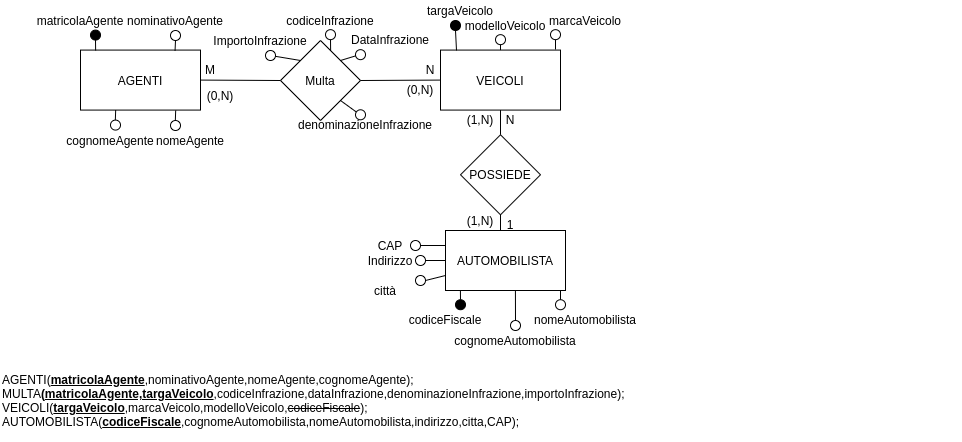 targaVeicolo
matricolaAgente nominativoAgente codiceInfrazione modelloVeicolo marcaVeicolo
ImportoInfrazione DataInfrazione
M N
AGENTI Multa VEICOLI
(0,N) (0,N)
(1,N) N
denominazioneInfrazione
cognomeAgente nomeAgente
POSSIEDE
(1,N) 1
CAP
Indirizzo AUTOMOBILISTA
città
codiceFiscale nomeAutomobilista
cognomeAutomobilista
AGENTI(matricolaAgente,nominativoAgente,nomeAgente,cognomeAgente);
MULTA(matricolaAgente,targaVeicolo,codiceInfrazione,dataInfrazione,denominazioneInfrazione,importoInfrazione);
VEICOLI(targaVeicolo,marcaVeicolo,modelloVeicolo,codiceFiscale);
AUTOMOBILISTA(codiceFiscale,cognomeAutomobilista,nomeAutomobilista,indirizzo,citta,CAP);